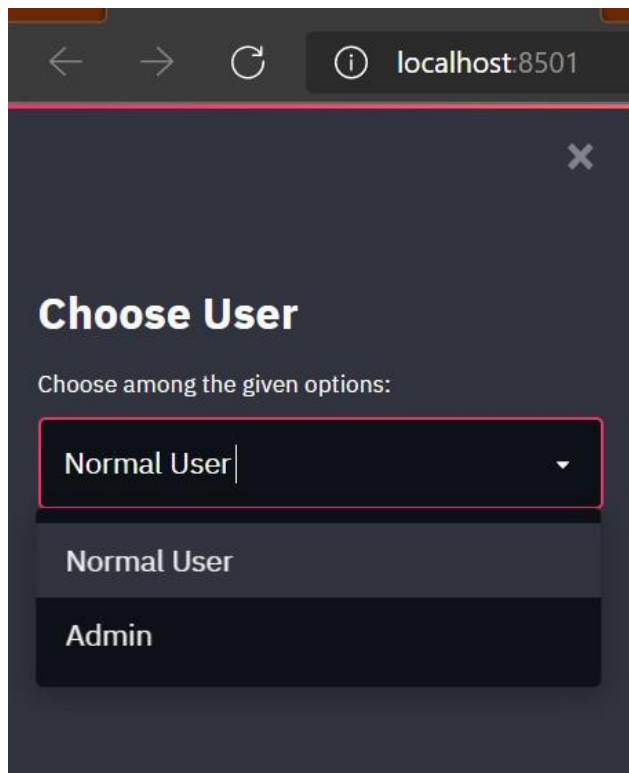 localhost:8501
Choose User
Choose among the given options:
Normal User
Normal User
Admin